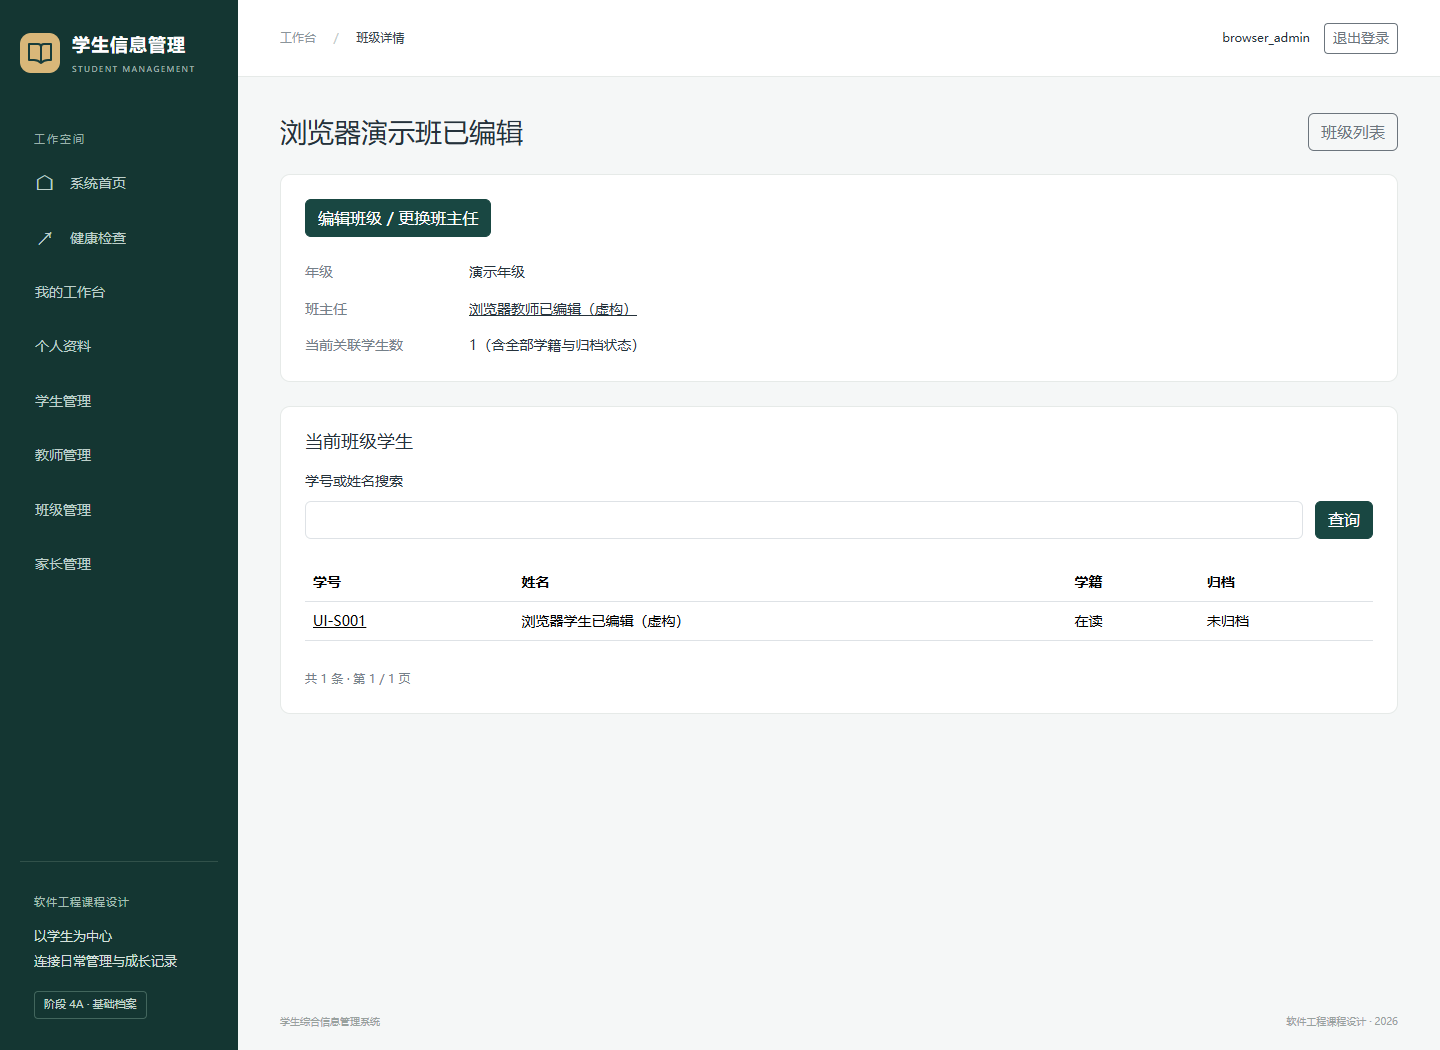 学生信息管理
STUDENT MANAGEMENT
工作空间
系统首页
健康检查
我的工作台
个人资料
学生管理
教师管理
班级管理
家长管理
软件工程课程设计
以学生为中心
连接日常管理与成长记录
阶段 4A · 基础档案
工作台 / 班级详情
browser_admin 退出登录
浏览器演示班已编辑 班级列表
编辑班级 / 更换班主任
年级 演示年级
班主任 浏览器教师已编辑（虚构）
当前关联学生数 1（含全部学籍与归档状态）
当前班级学生
学号或姓名搜索
查询
学号 姓名 学籍 归档
UI-S001 浏览器学生已编辑（虚构） 在读 未归档
共 1 条 · 第 1 / 1 页
学生综合信息管理系统 软件工程课程设计 · 2026